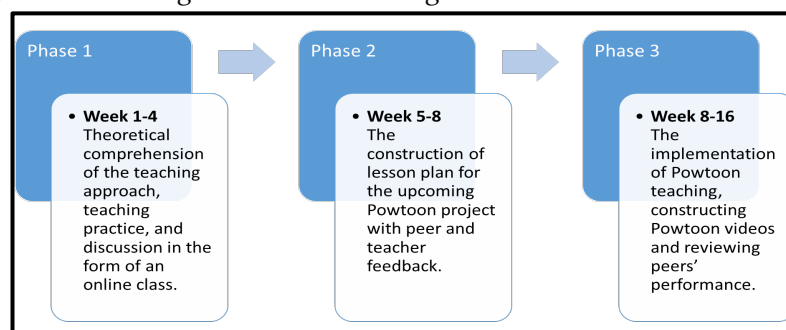 Phase 1
• Week 1-4
Theoretical
comprehension
of the teaching
approach,
teaching
practice, and
discussion in the
form of an
online class.
Phase 2
• Week 5-8
The
construction of
lesson plan for
the upcoming
Powtoon project
with peer and
teacher
feedback.
Phase 3
• Week 8-16
The
implementation
of Powtoon
teaching,
constructing
Powtoon videos
and reviewing
peers’
performance.